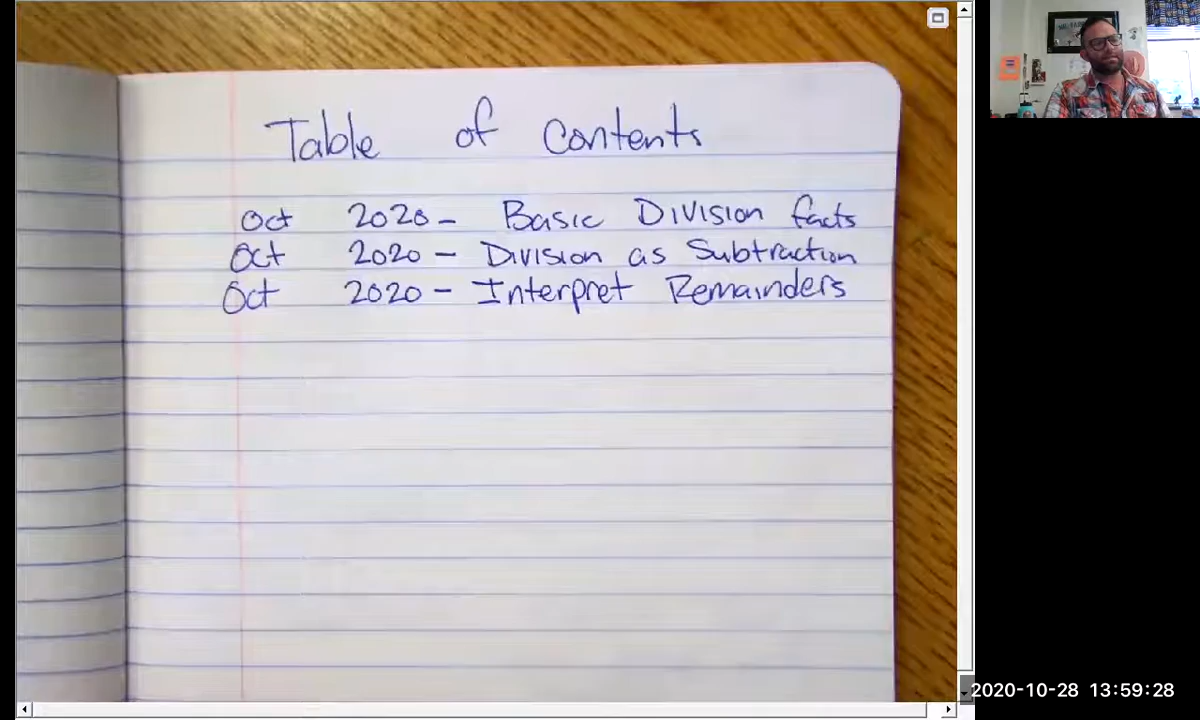 Table of Contents
Oct 2020 - Basic Division facts
Oct 2020 - Division as Subtraction
Oct 2020 - Interpret Remainders
2020-10-28 13:59:28